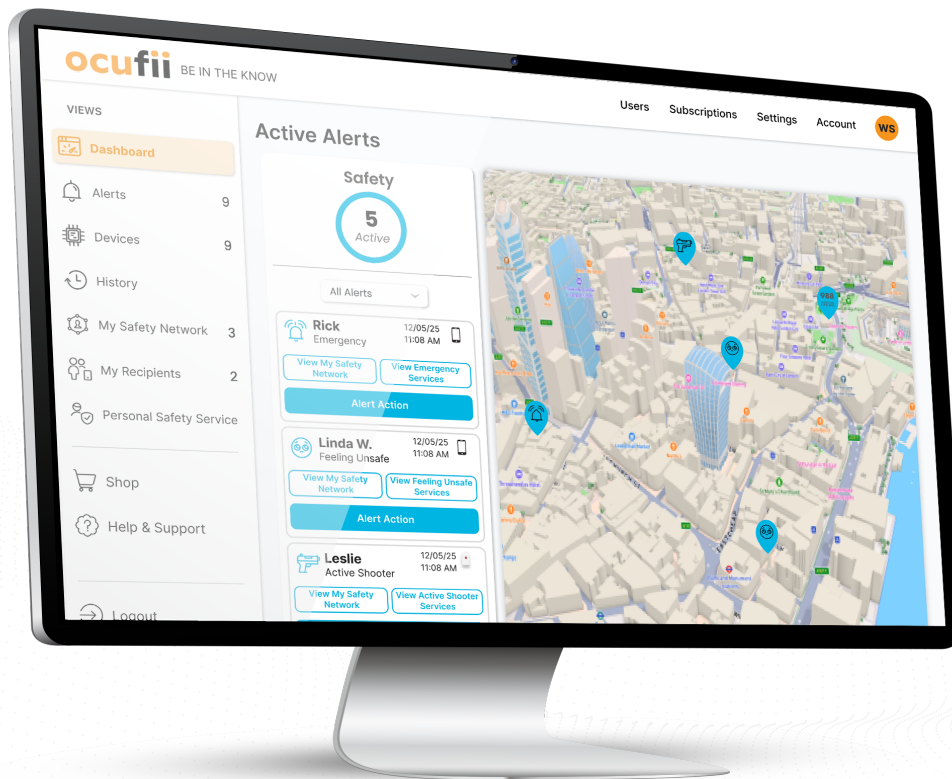 ocufii BE IN THE KNOW
Users Subscriptions Settings Account WS
VIEWS
Dashboard
Alerts 9
Devices 9
History
My Safety Network 3
My Recipients 2
Personal Safety Service
Shop
Help & Support
Logout
Active Alerts
Safety
5
Active
All Alerts
Rick 12/05/25
Emergency 11:08 AM
View My Safety
Network
View Emergency
Services
Alert Action
Linda W. 12/05/25
Feeling Unsafe 11:08 AM
View My Safety
Network
View Feeling Unsafe
Services
Alert Action
Leslie 12/05/25
Active Shooter 11:08 AM
View My Safety
Network
View Active Shooter
Services
988
EASTCHEAP